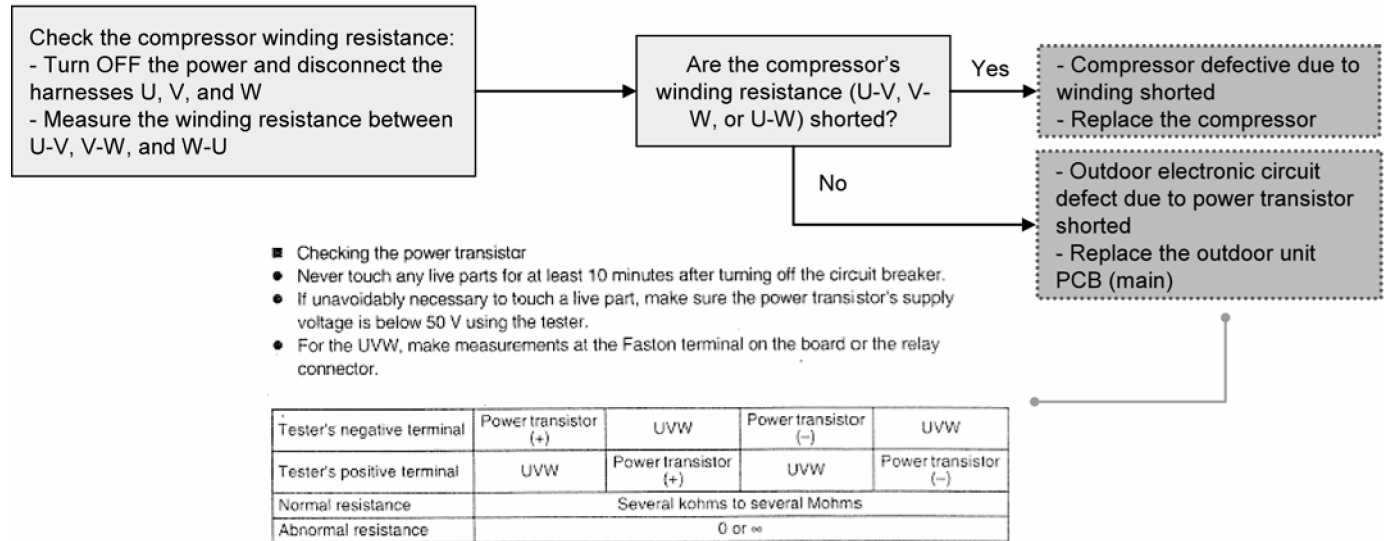 Check the compressor winding resistance:
- Turn OFF the power and disconnect the
harnesses U, V, and W
- Measure the winding resistance between
U-V, V-W, and W-U
Are the compressor's
winding resistance (U-V, V-
W, or U-W) shorted?
Yes
- Compressor defective due to
winding shorted
- Replace the compressor
No
- Outdoor electronic circuit
defect due to power transistor
shorted
- Replace the outdoor unit
PCB (main)
■ Checking the power transistor
● Never touch any live parts for at least 10 minutes after turning off the circuit breaker.
● If unavoidably necessary to touch a live part, make sure the power transistor's supply
voltage is below 50 V using the tester.
● For the UVW, make measurements at the Faston terminal on the board or the relay
connector.
Tester's negative terminal Power transistor (+) UVW Power transistor (−) UVW
Tester's positive terminal UVW Power transistor (+) UVW Power transistor (−)
Normal resistance Several kohms to several Mohms
Abnormal resistance 0 or ∞